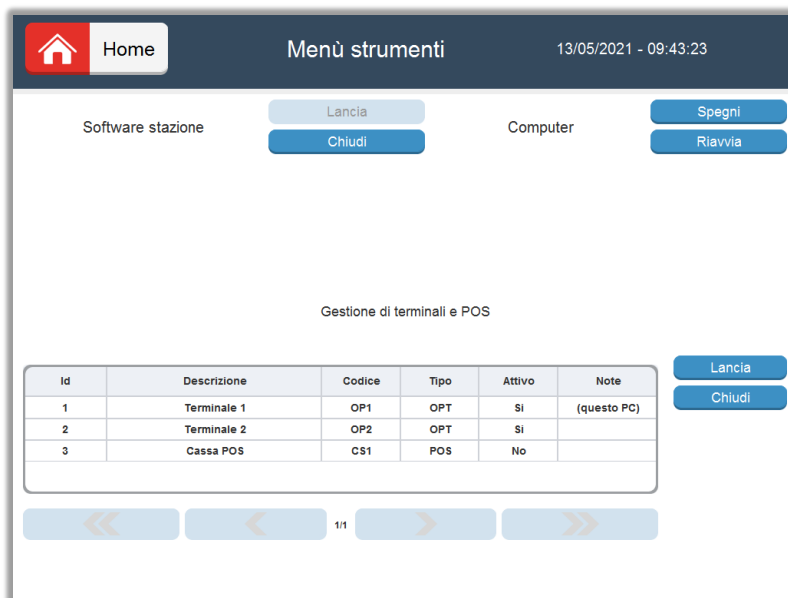 Home
Menù strumenti
13/05/2021 - 09:43:23
Software stazione
Lancia
Chiudi
Computer
Spegni
Riavvia
Gestione di terminali e POS
Id Descrizione Codice Tipo Attivo Note
1 Terminale 1 OP1 OPT Si (questo PC)
2 Terminale 2 OP2 OPT Si
3 Cassa POS CS1 POS No
Lancia
Chiudi
1/1